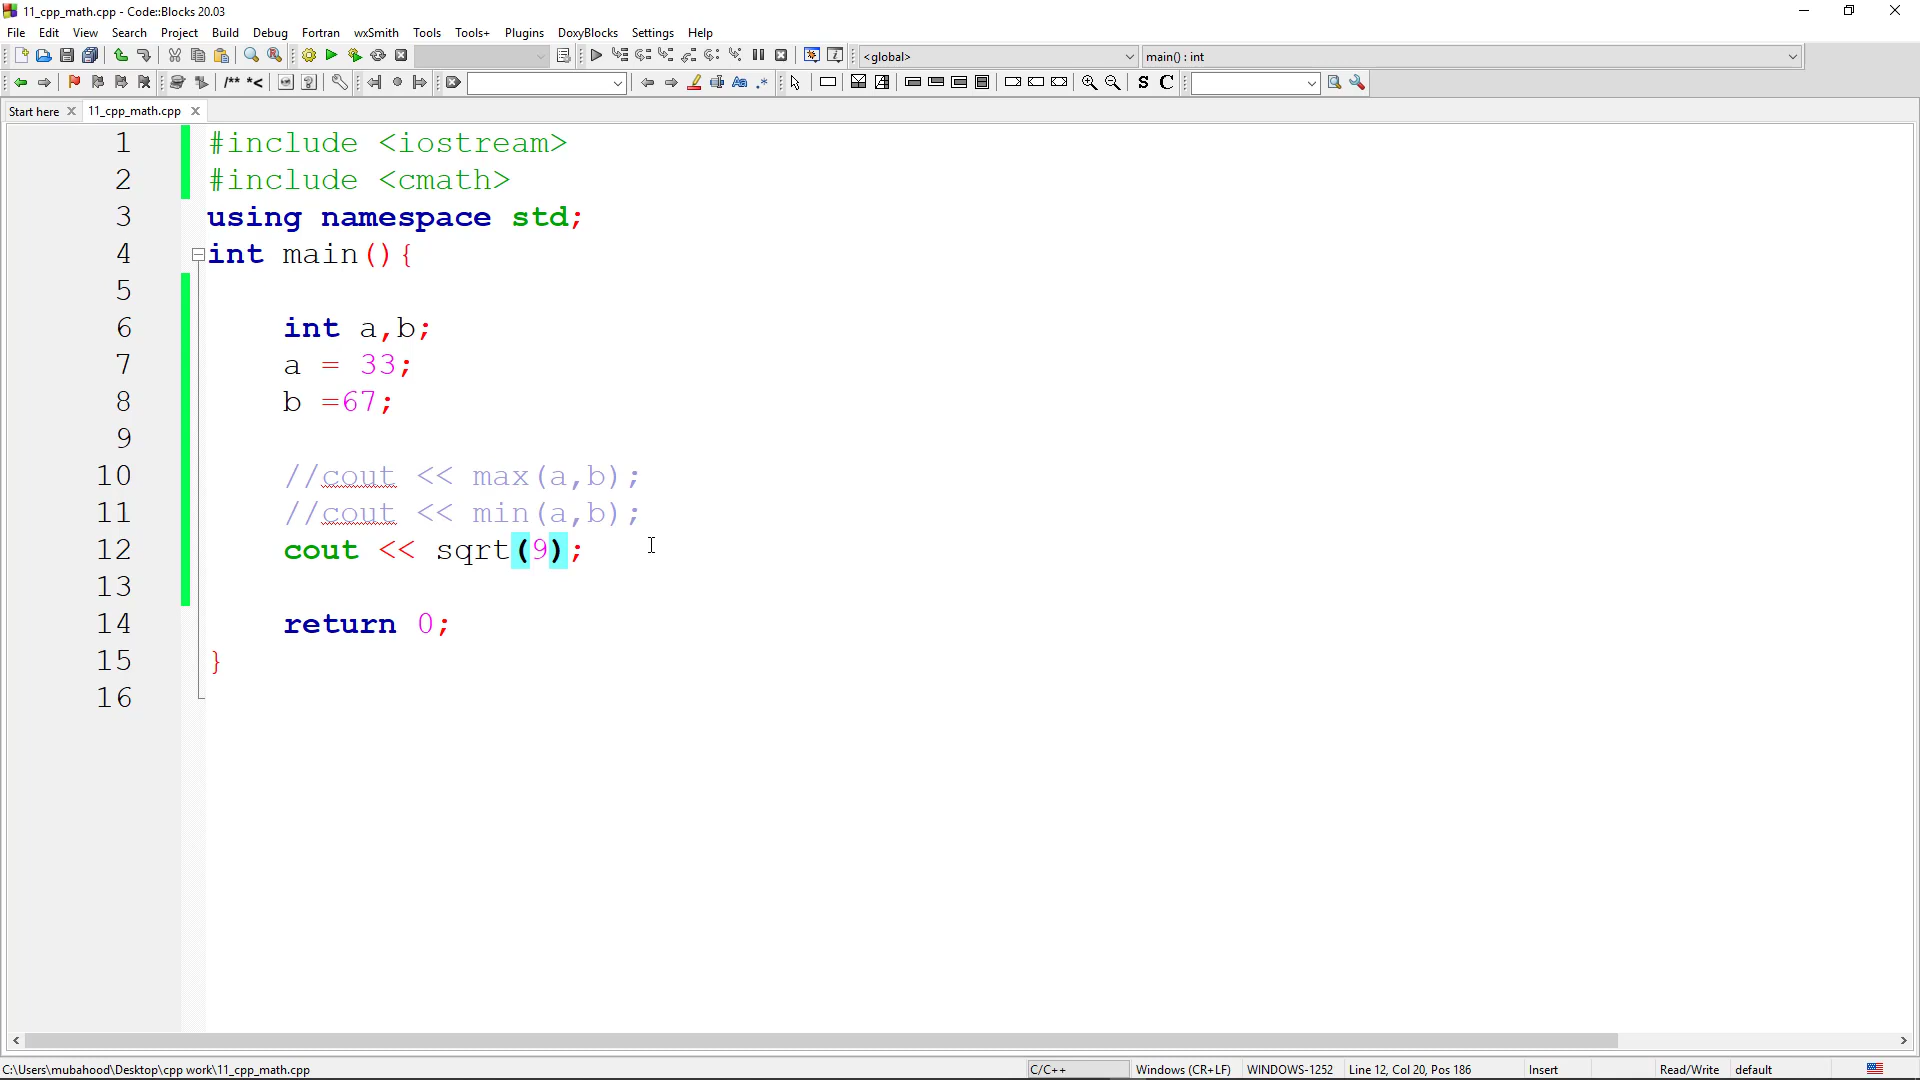 11_cpp_math.cpp - Code::Blocks 20.03
File Edit View Search Project Build Debug Fortran wxSmith Tools Tools+ Plugins DoxyBlocks Settings Help
<global> main() : int
/** *< S C
Start here 11_cpp_math.cpp
1 #include <iostream>
2 #include <cmath>
3 using namespace std;
4 int main(){
5
6 int a,b;
7 a = 33;
8 b =67;
9
10 //cout << max(a,b);
11 //cout << min(a,b);
12 cout << sqrt(9);
13
14 return 0;
15 }
16
C:\Users\mubahood\Desktop\cpp work\11_cpp_math.cpp C/C++ Windows (CR+LF) WINDOWS-1252 Line 12, Col 20, Pos 186 Insert Read/Write default